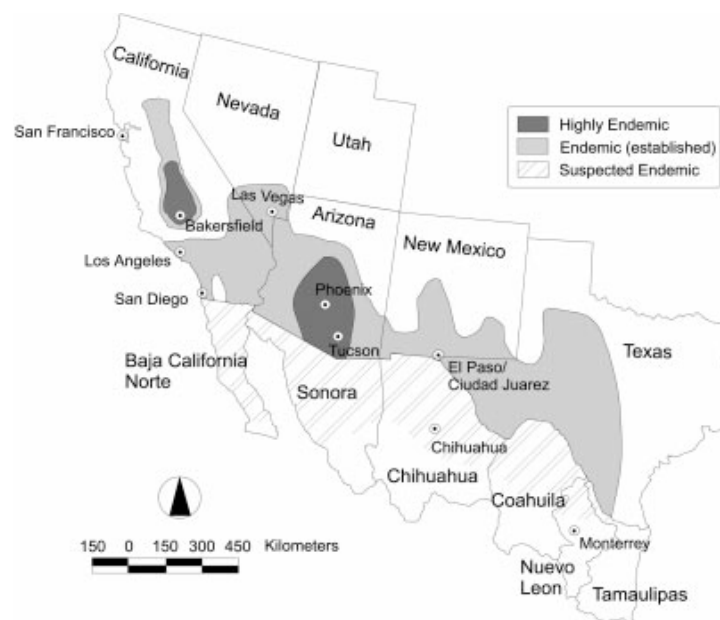 California
Nevada
San Francisco
Utah
Highly Endemic
Endemic (established)
Suspected Endemic
Las Vegas
Arizona
Bakersfield
New Mexico
Los Angeles
Phoenix
San Diego
Tucson
Texas
Baja California
Norte
El Paso/
Ciudad Juarez
Sonora
Chihuahua
Chihuahua
Coahuila
150 0 150 300 450 Kilometers
Monterrey
Nuevo
Leon
Tamaulipas